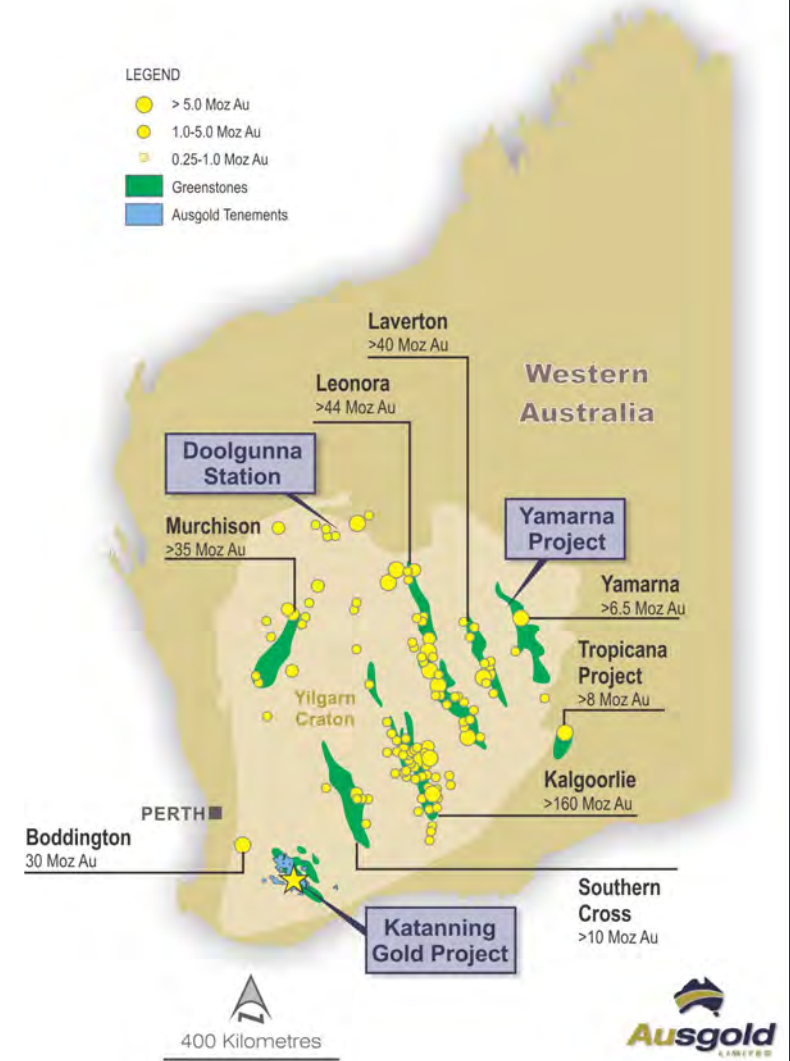 LEGEND
> 5.0 Moz Au
1.0-5.0 Moz Au
0.25-1.0 Moz Au
Greenstones
Ausgold Tenements
Laverton
>40 Moz Au
Leonora
>44 Moz Au
Western
Australia
Doolgunna
Station
Murchison
>35 Moz Au
Yamarna
Project
Yamarna
>6.5 Moz Au
Tropicana
Project
>8 Moz Au
Yilgarn
Craton
Kalgoorlie
>160 Moz Au
PERTH
Boddington
30 Moz Au
Southern
Cross
>10 Moz Au
Katanning
Gold Project
400 Kilometres
Ausgold
LIMITED